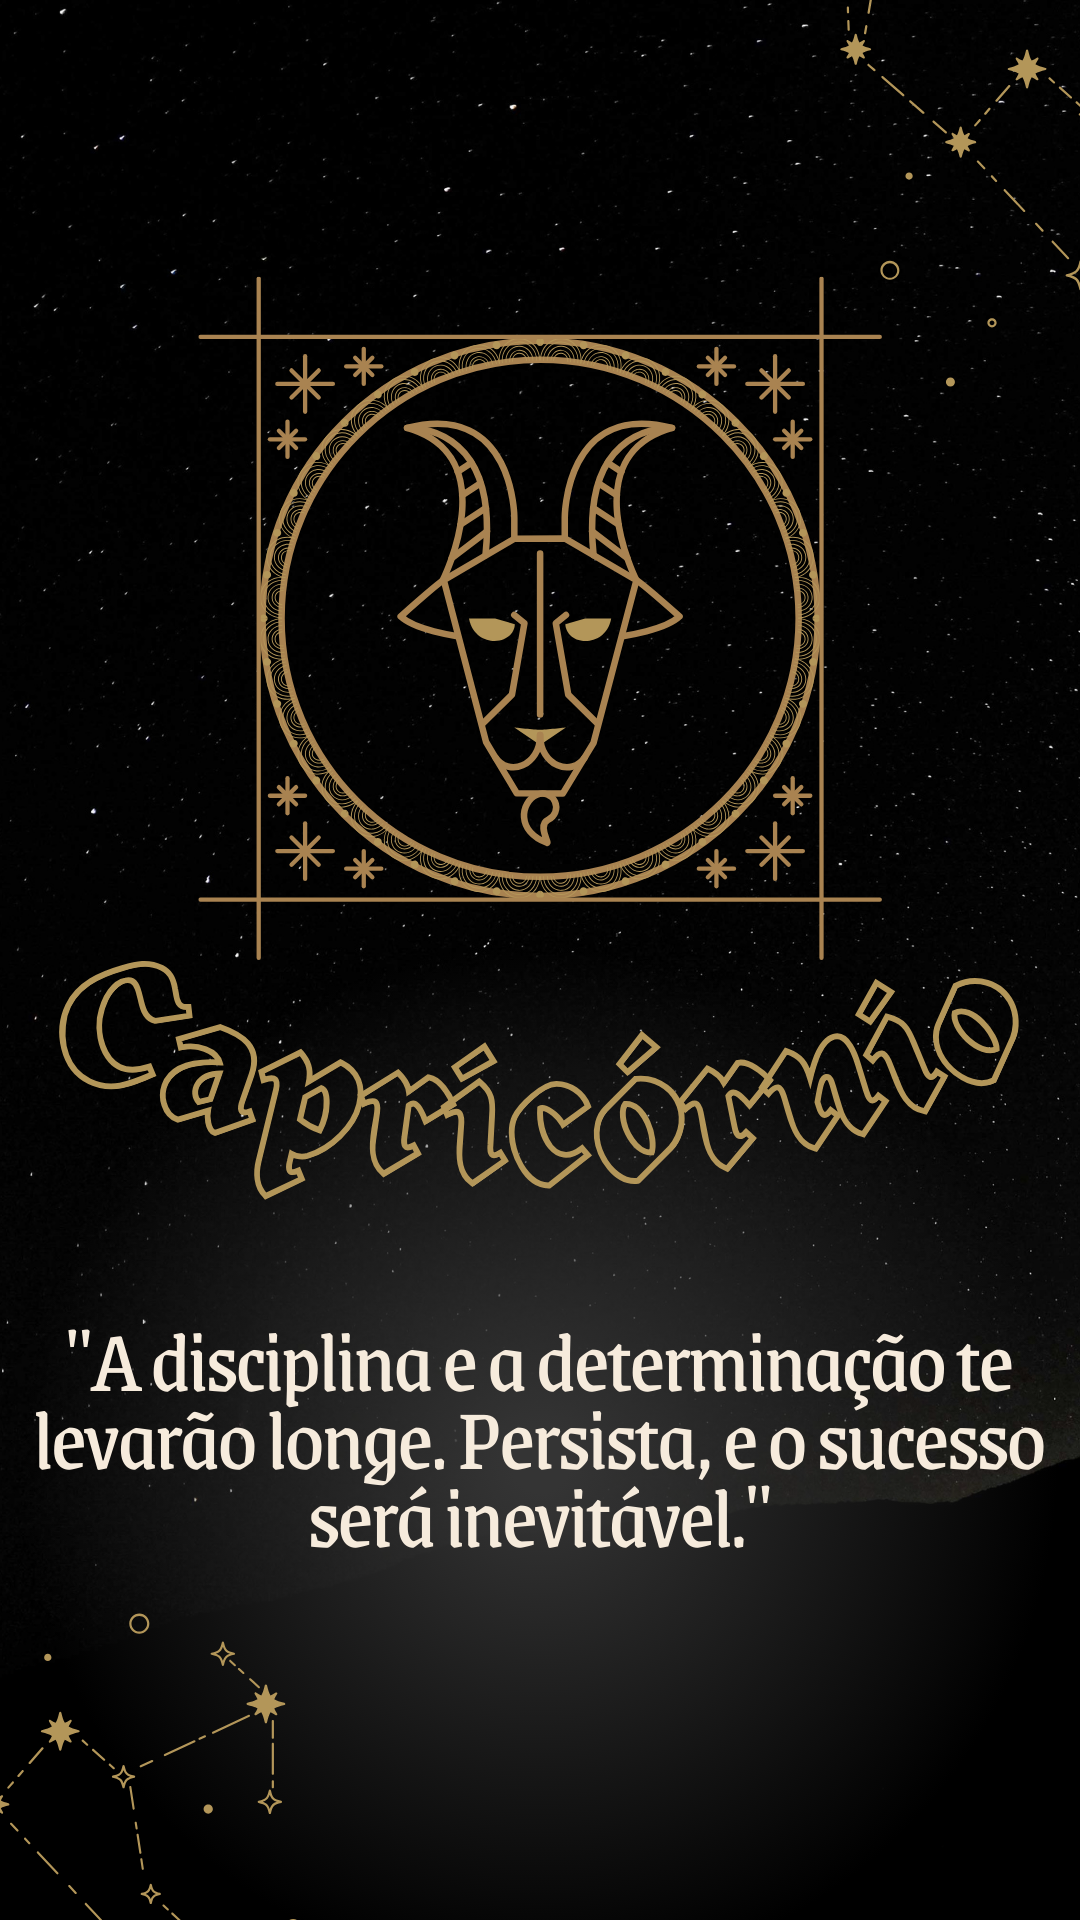 Capricórnio
"A disciplina e a determinação te
levarão longe. Persista, e o sucesso
será inevitável."